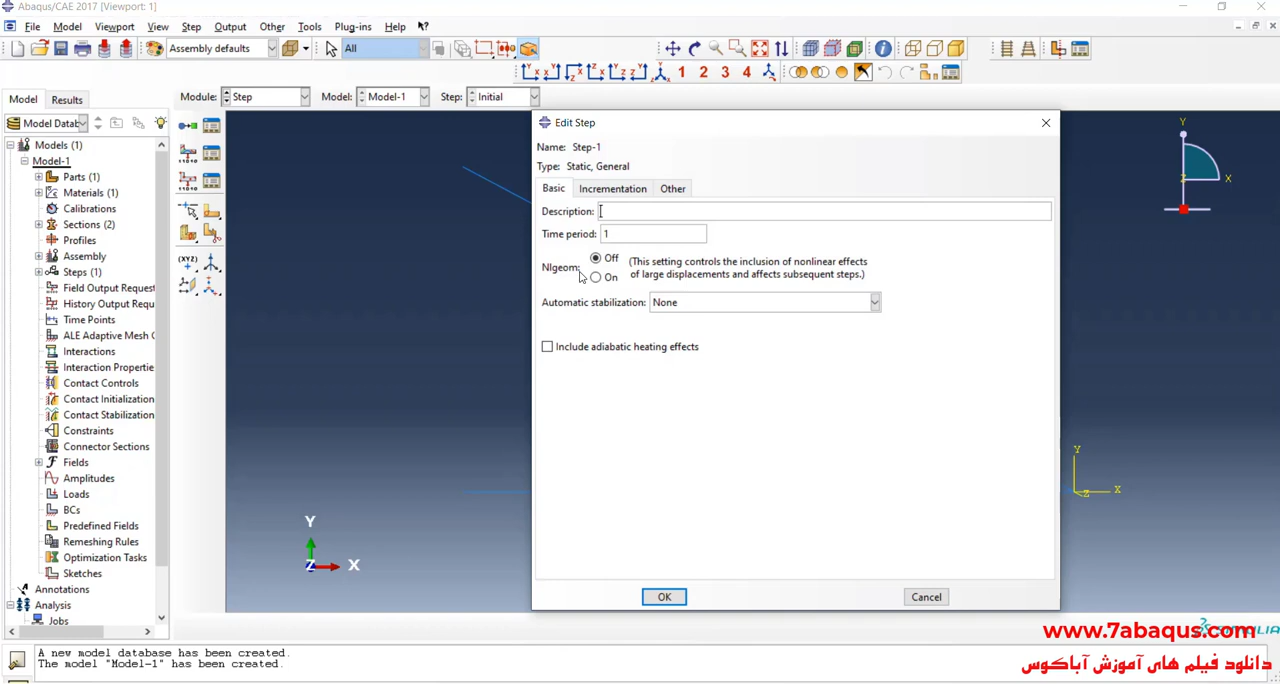 Abaqus/CAE 2017 [Viewport: 1]
File Model Viewport View Step Output Other Tools Plug-ins Help
Assembly defaults All
1 2 3 4
Model Results Module: Step Model: Model-1 Step: Initial
Model Datab
Models (1)
Model-1
Parts (1)
Materials (1)
Calibrations
Sections (2)
Profiles
Assembly
Steps (1)
Field Output Request
History Output Requ
Time Points
ALE Adaptive Mesh C
Interactions
Interaction Propertie
Contact Controls
Contact Initialization
Contact Stabilization
Constraints
Connector Sections
Fields
Amplitudes
Loads
BCs
Predefined Fields
Remeshing Rules
Optimization Tasks
Sketches
Annotations
Analysis
Jobs
(XYZ)
Edit Step
Name: Step-1
Type: Static, General
Basic Incrementation Other
Description:
Time period: 1
Nlgeom: Off
On
(This setting controls the inclusion of nonlinear effects
of large displacements and affects subsequent steps.)
Automatic stabilization: None
Include adiabatic heating effects
OK Cancel
Y
X
Z
Y
X
Z
Y
Z X
www.7abaqus.com
دانلود فیلم های آموزش آباکوس
A new model database has been created.
The model "Model-1" has been created.